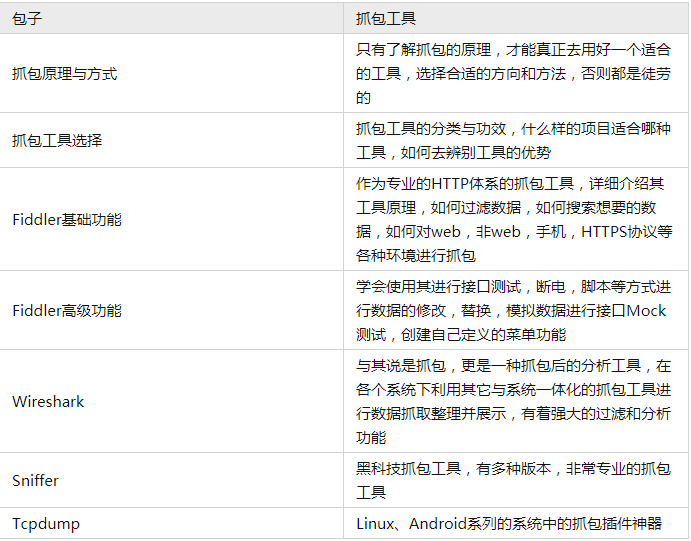 包子
抓包工具
抓包原理与方式
只有了解抓包的原理，才能真正去用好一个适合
的工具，选择合适的方向和方法，否则都是徒劳
的
抓包工具选择
抓包工具的分类与功效，什么样的项目适合哪种
工具，如何去辨别工具的优势
Fiddler基础功能
作为专业的HTTP体系的抓包工具，详细介绍其
工具原理，如何过滤数据，如何搜索想要的数
据，如何对web，非web，手机，HTTPS协议等
各种环境进行抓包
Fiddler高级功能
学会使用其进行接口测试，断电，脚本等方式进
行数据的修改，替换，模拟数据进行接口Mock
测试，创建自己定义的菜单功能
Wireshark
与其说是抓包，更是一种抓包后的分析工具，在
各个系统下利用其它与系统一体化的抓包工具进
行数据抓取整理并展示，有着强大的过滤和分析
功能
Sniffer
黑科技抓包工具，有多种版本，非常专业的抓包
工具
Tcpdump
Linux、Android系列的系统中的抓包插件神器